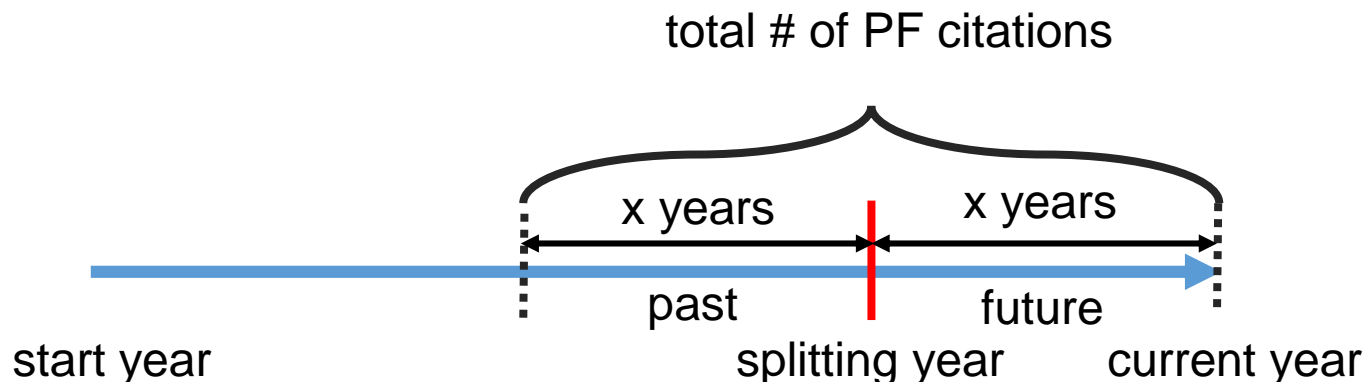 total # of PF citations
x years
x years
past
future
start year
splitting year
current year